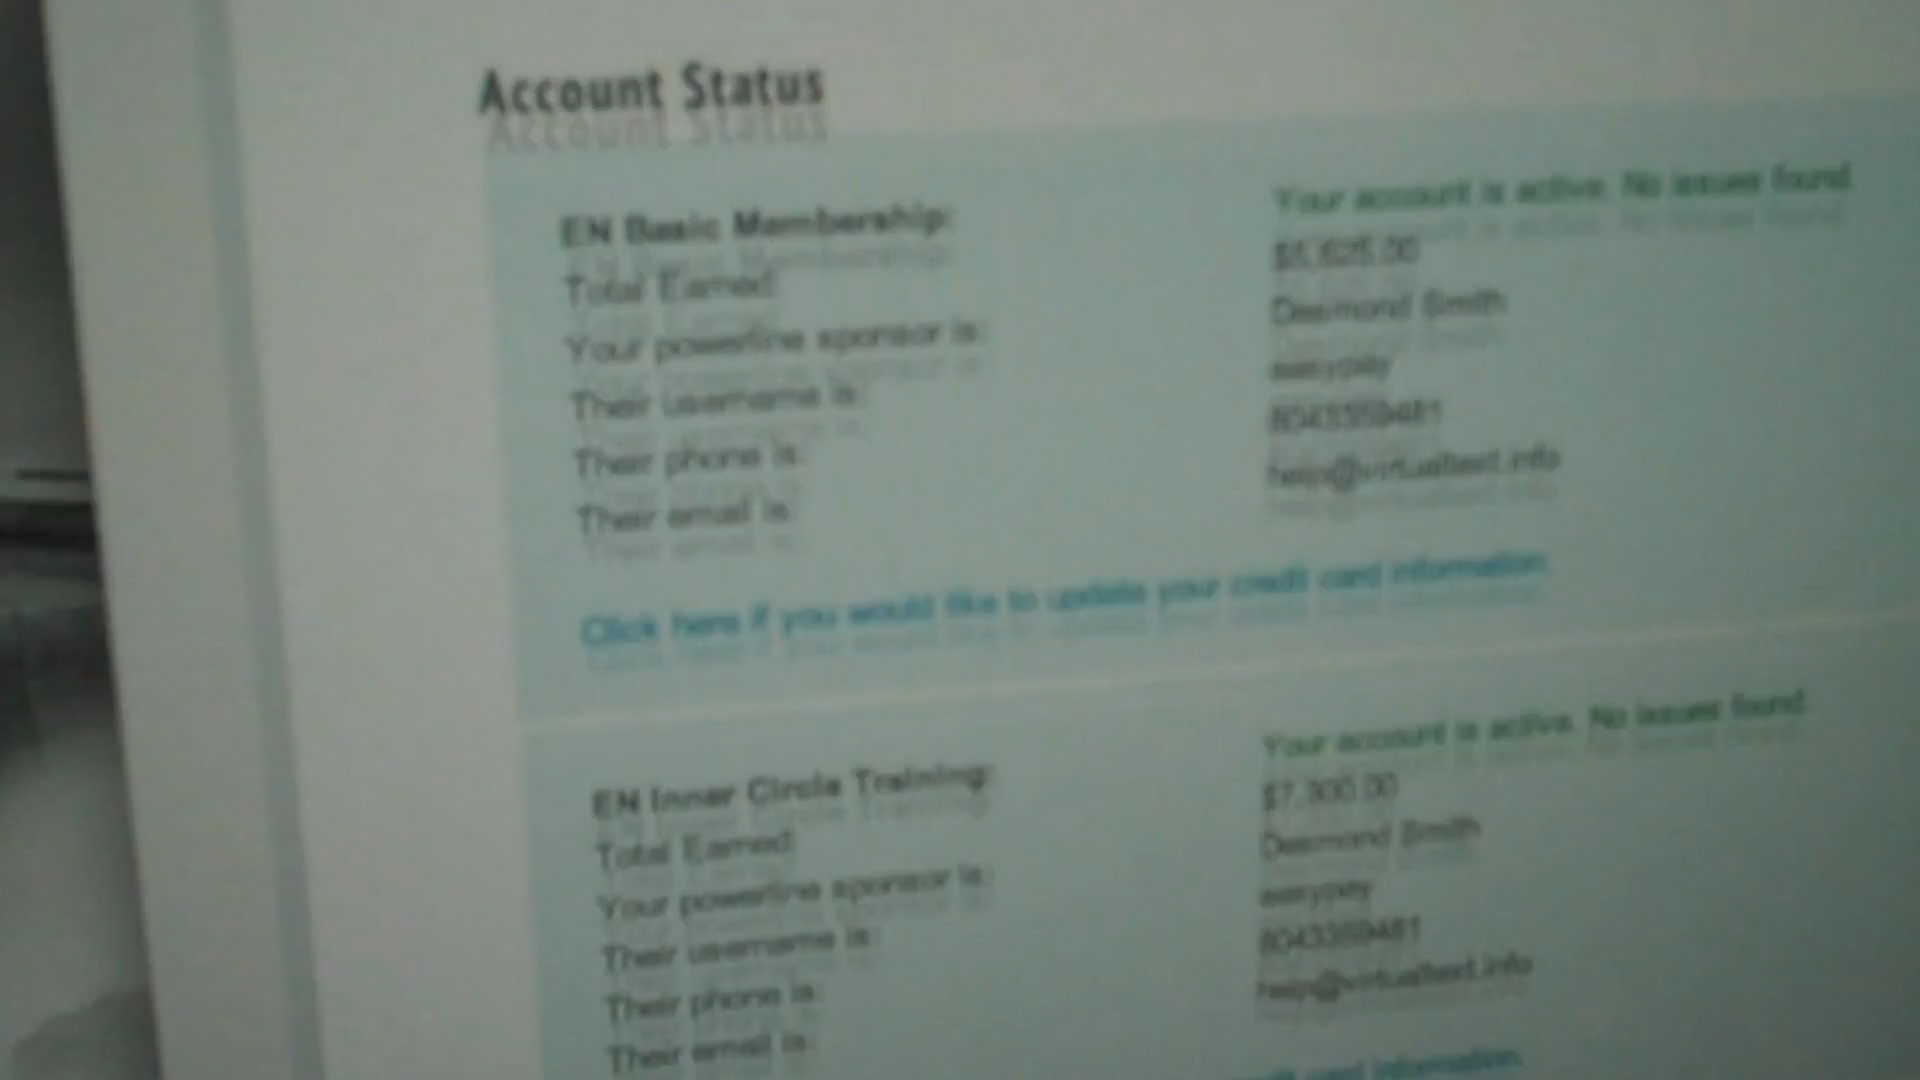 Account Status
EN Basic Membership: Your account is active. No issues found.
Total Earned: $5,625.00
Your powerline sponsor is: Desmond Smith
Their username is: easypay
Their phone is:
Their email is: help@virtualtext.info
Click here if you would like to update your credit card information.
EN Inner Circle Training: Your account is active. No issues found.
Total Earned: $7,300.00
Your powerline sponsor is: Desmond Smith
Their username is: easypay
Their phone is:
Their email is: help@virtualtext.info
card information.